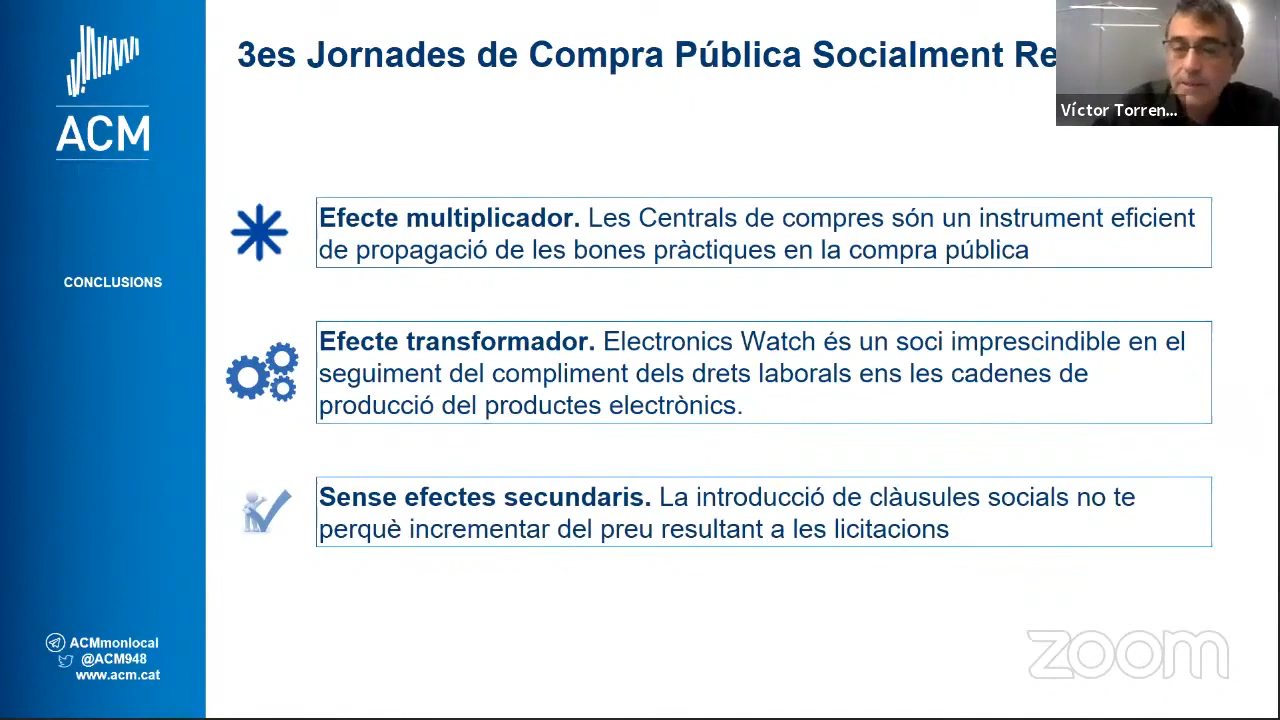 ACM
3es Jornades de Compra Pública Socialment Re
Víctor Torren...
Efecte multiplicador. Les Centrals de compres són un instrument eficient
de propagació de les bones pràctiques en la compra pública
CONCLUSIONS
Efecte transformador. Electronics Watch és un soci imprescindible en el
seguiment del compliment dels drets laborals ens les cadenes de
producció del productes electrònics.
Sense efectes secundaris. La introducció de clàusules socials no te
perquè incrementar del preu resultant a les licitacions
ACMmonlocal
@ACM948
www.acm.cat
zoom